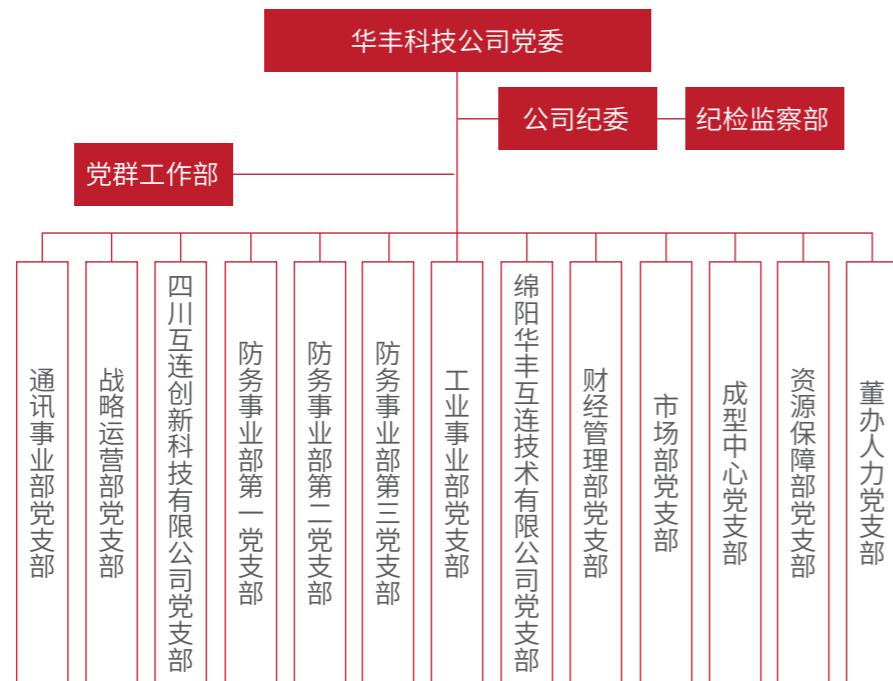 华丰科技公司党委
公司纪委
纪检监察部
党群工作部
通讯事业部党支部
战略运营部党支部
四川互连创新科技有限公司党支部
防务事业部第一党支部
防务事业部第二党支部
防务事业部第三党支部
工业事业部党支部
绵阳华丰互连技术有限公司党支部
财经管理部党支部
市场部党支部
成型中心党支部
资源保障部党支部
董办人力党支部